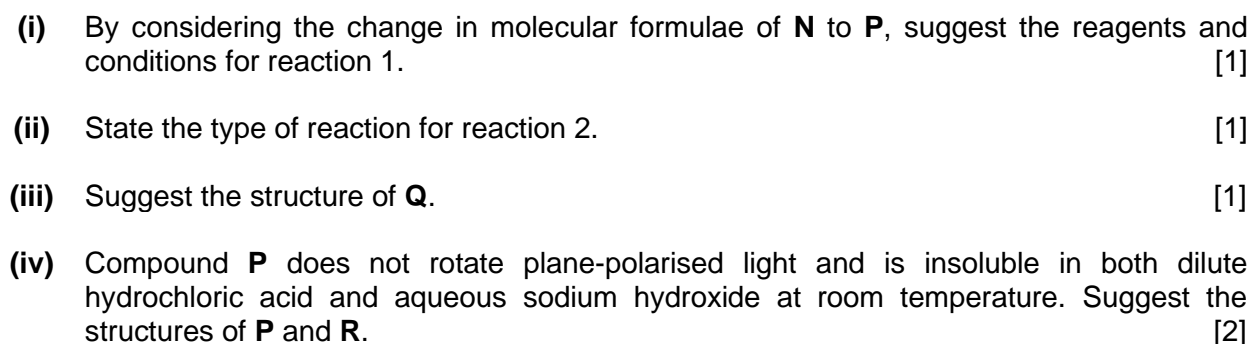 (i) By considering the change in molecular formulae of N to P, suggest the reagents and
conditions for reaction 1. [1]
(ii) State the type of reaction for reaction 2. [1]
(iii) Suggest the structure of Q. [1]
(iv) Compound P does not rotate plane-polarised light and is insoluble in both dilute
hydrochloric acid and aqueous sodium hydroxide at room temperature. Suggest the
structures of P and R. [2]